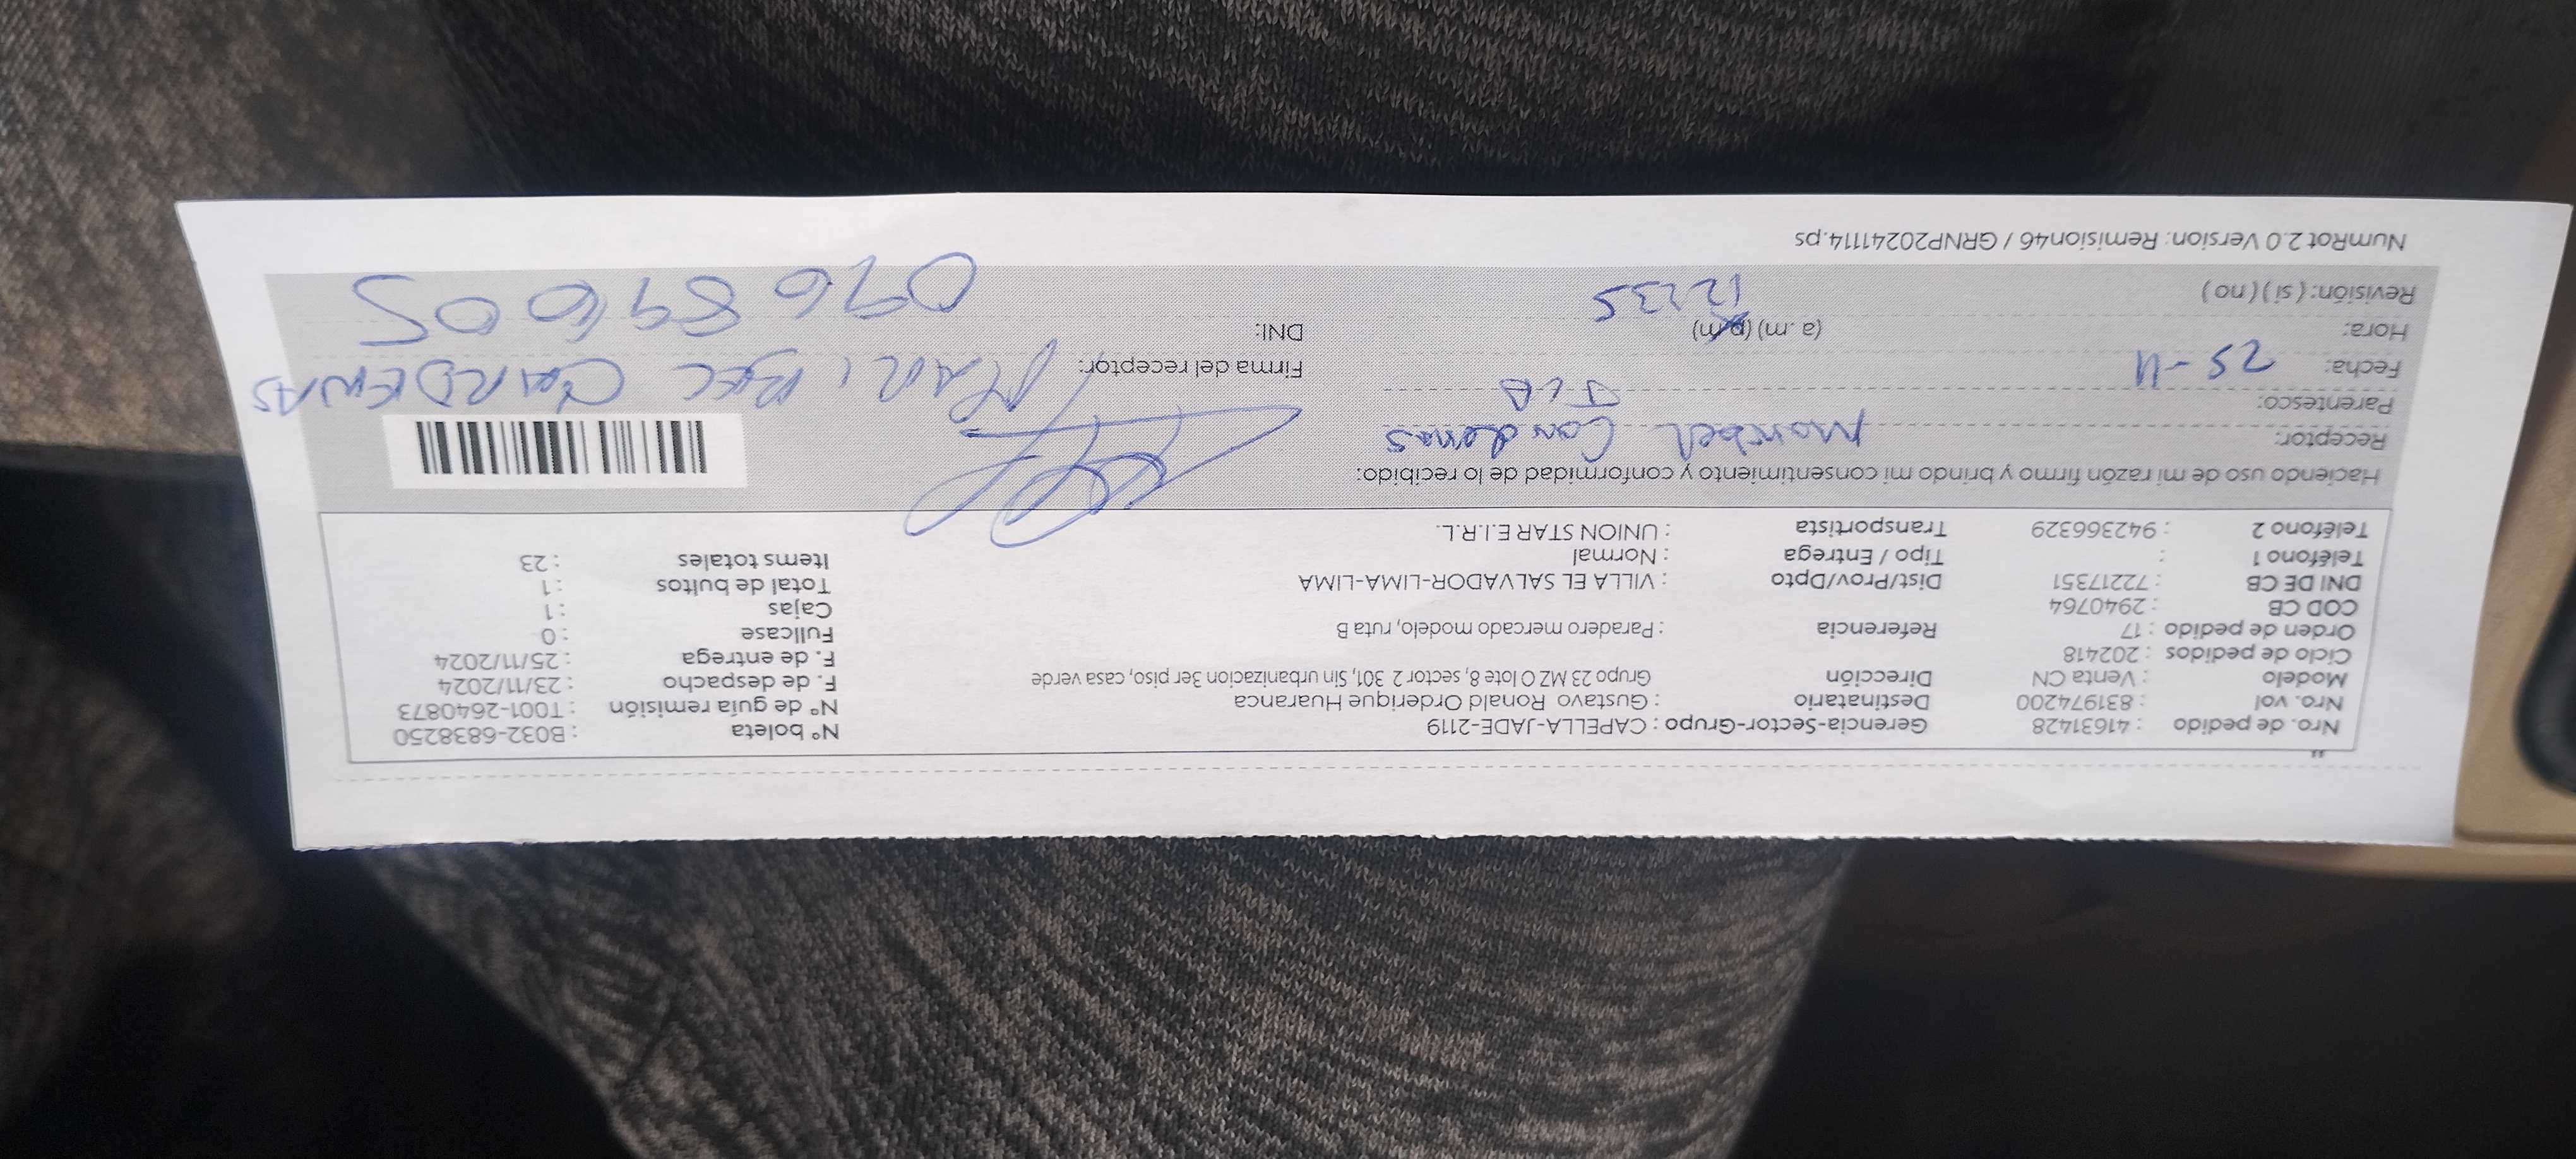 Nro. de pedido : 41631428 Gerencia-Sector-Grupo : CAPELLA-JADE-2119 N° boleta : B032-6838250
Nro. vol : 831974200 Destinatario : Gustavo Ronald Orderique Huaranca N° de guía remisión : T001-2640873
Modelo : Venta CN Dirección Grupo 23 MZ O lote 8, sector 2 301, Sin urbanizacion 3er piso, casa verde F. de despacho : 23/11/2024
Ciclo de pedidos : 202418 F. de entrega : 25/11/2024
Orden de pedido : 17 Referencia : Paradero mercado modelo, ruta B Fullcase : 0
COD CB : 2940764 Cajas : 1
DNI DE CB : 72217351 Dist/Prov/Dpto : VILLA EL SALVADOR-LIMA-LIMA Total de bultos : 1
Teléfono 1 : Tipo / Entrega : Normal Items totales : 23
Teléfono 2 : 942366329 Transportista : UNION STAR E.I.R.L.
Haciendo uso de mi razón firmo y brindo mi consentimiento y conformidad de lo recibido:
Receptor: Maribel Cardenas
Parentesco:
Fecha: 25-11 Firma del receptor: MARIBEL CARDENAS
Hora: (a .m) (p.m) 12:35 DNI: 09689605
Revisión: ( si ) ( no )
NumRot 2.0 Version: Remision46 / GRNP20241114.ps